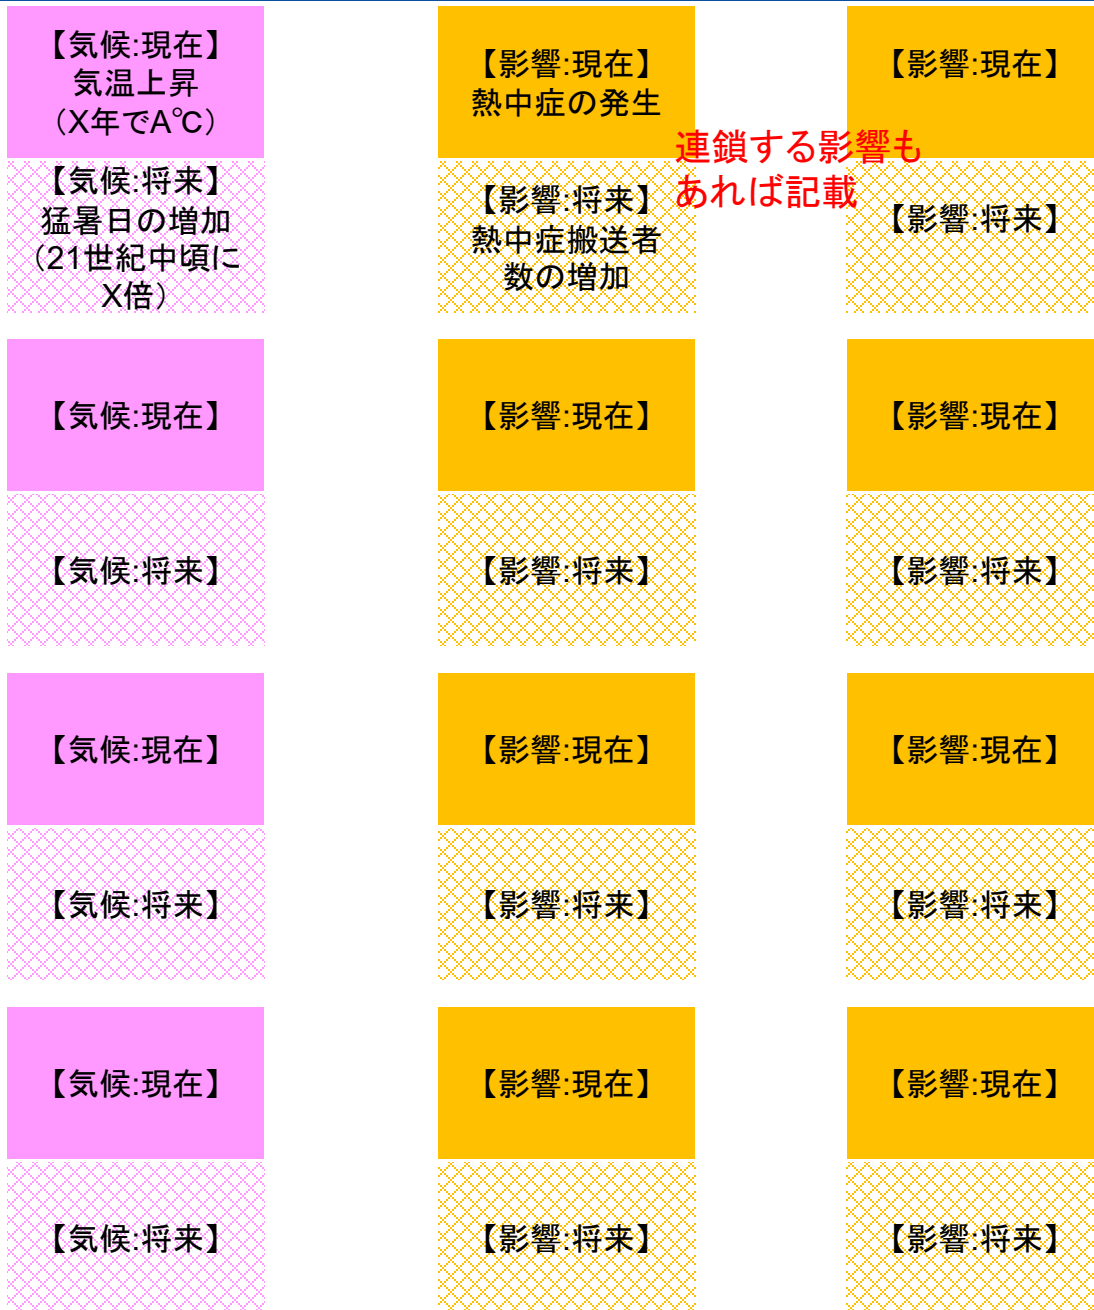 【気候:現在】
気温上昇
（X年でA℃）
【気候:将来】
猛暑日の増加
（21世紀中頃に
X倍）
【影響:現在】
熱中症の発生
【影響:将来】
熱中症搬送者
数の増加
連鎖する影響も
あれば記載
【影響:現在】
【影響:将来】
【気候:現在】
【気候:将来】
【影響:現在】
【影響:将来】
【影響:現在】
【影響:将来】
【気候:現在】
【気候:将来】
【影響:現在】
【影響:将来】
【影響:現在】
【影響:将来】
【気候:現在】
【気候:将来】
【影響:現在】
【影響:将来】
【影響:現在】
【影響:将来】